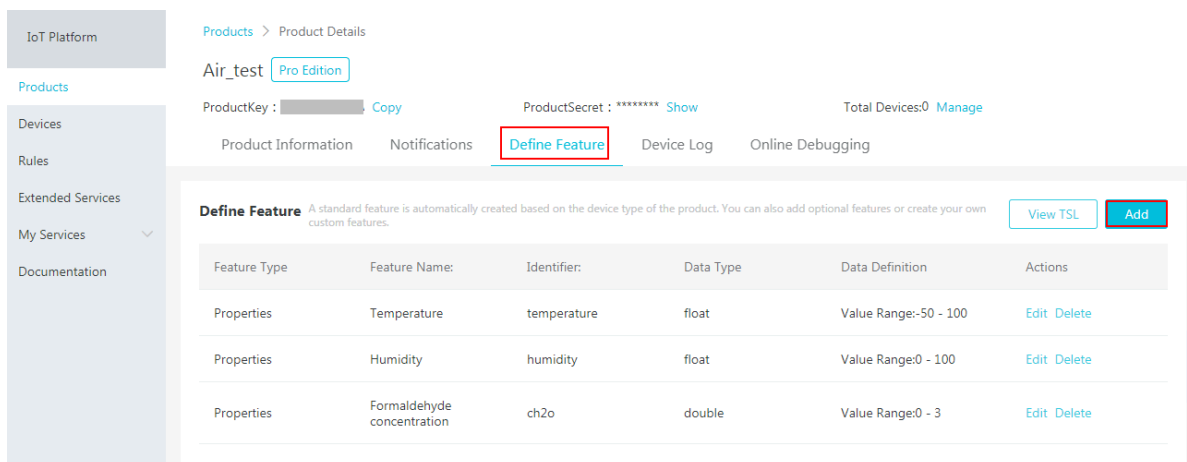 IoT Platform
Products
Devices
Rules
Extended Services
My Services
Documentation
Products > Product Details
Air_test Pro Edition
ProductKey : Copy ProductSecret : ******** Show Total Devices:0 Manage
Product Information Notifications Define Feature Device Log Online Debugging
Define Feature A standard feature is automatically created based on the device type of the product. You can also add optional features or create your own
custom features.
View TSL Add
Feature Type Feature Name: Identifier: Data Type Data Definition Actions
Properties Temperature temperature float Value Range:-50 - 100 Edit Delete
Properties Humidity humidity float Value Range:0 - 100 Edit Delete
Properties Formaldehyde
concentration ch2o double Value Range:0 - 3 Edit Delete